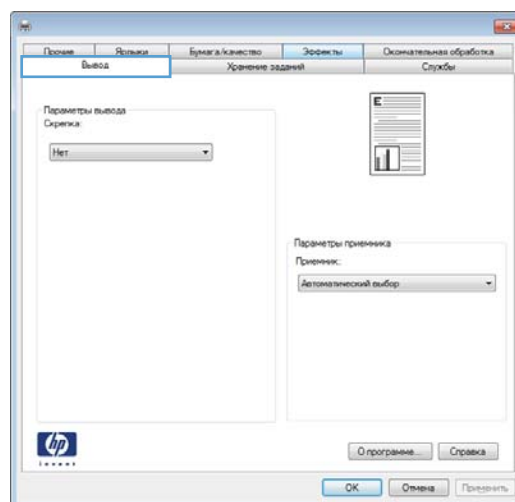 Прочие Ярлыки Бумага/качество Эффекты Окончательная обработка
Вывод Хранение заданий Службы
Параметры вывода
Скрепка:
Нет
E
Параметры приемника
Приемник:
Автоматический выбор
hp
invent
О программе... Справка
OK Отмена Применить